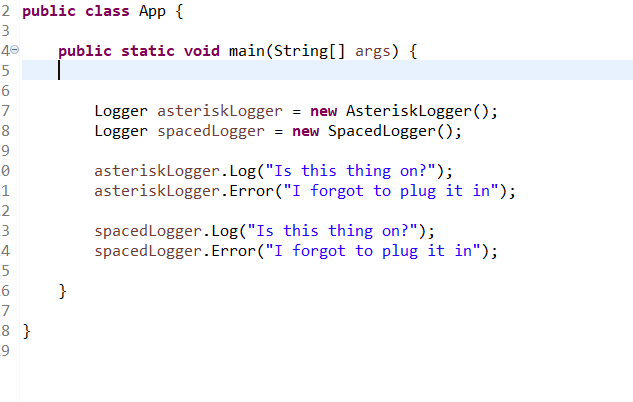 2 public class App {
3
4 public static void main(String[] args) {
5
6
7 Logger asteriskLogger = new AsteriskLogger();
8 Logger spacedLogger = new SpacedLogger();
9
0 asteriskLogger.Log("Is this thing on?");
1 asteriskLogger.Error("I forgot to plug it in");
2
3 spacedLogger.Log("Is this thing on?");
4 spacedLogger.Error("I forgot to plug it in");
5
6 }
7
8 }
9